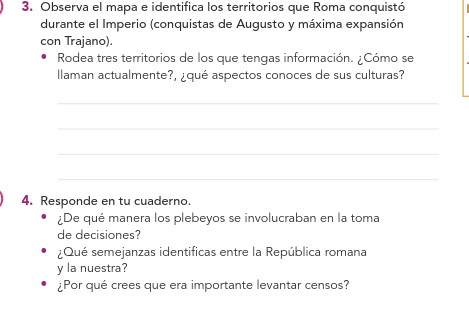 3. Observa el mapa e identifica los territorios que Roma conquistó
durante el Imperio (conquistas de Augusto y máxima expansión
con Trajano).
• Rodea tres territorios de los que tengas información. ¿Cómo se
llaman actualmente?, ¿qué aspectos conoces de sus culturas?
4. Responde en tu cuaderno.
• ¿De qué manera los plebeyos se involucraban en la toma
de decisiones?
• ¿Qué semejanzas identificas entre la República romana
y la nuestra?
• ¿Por qué crees que era importante levantar censos?